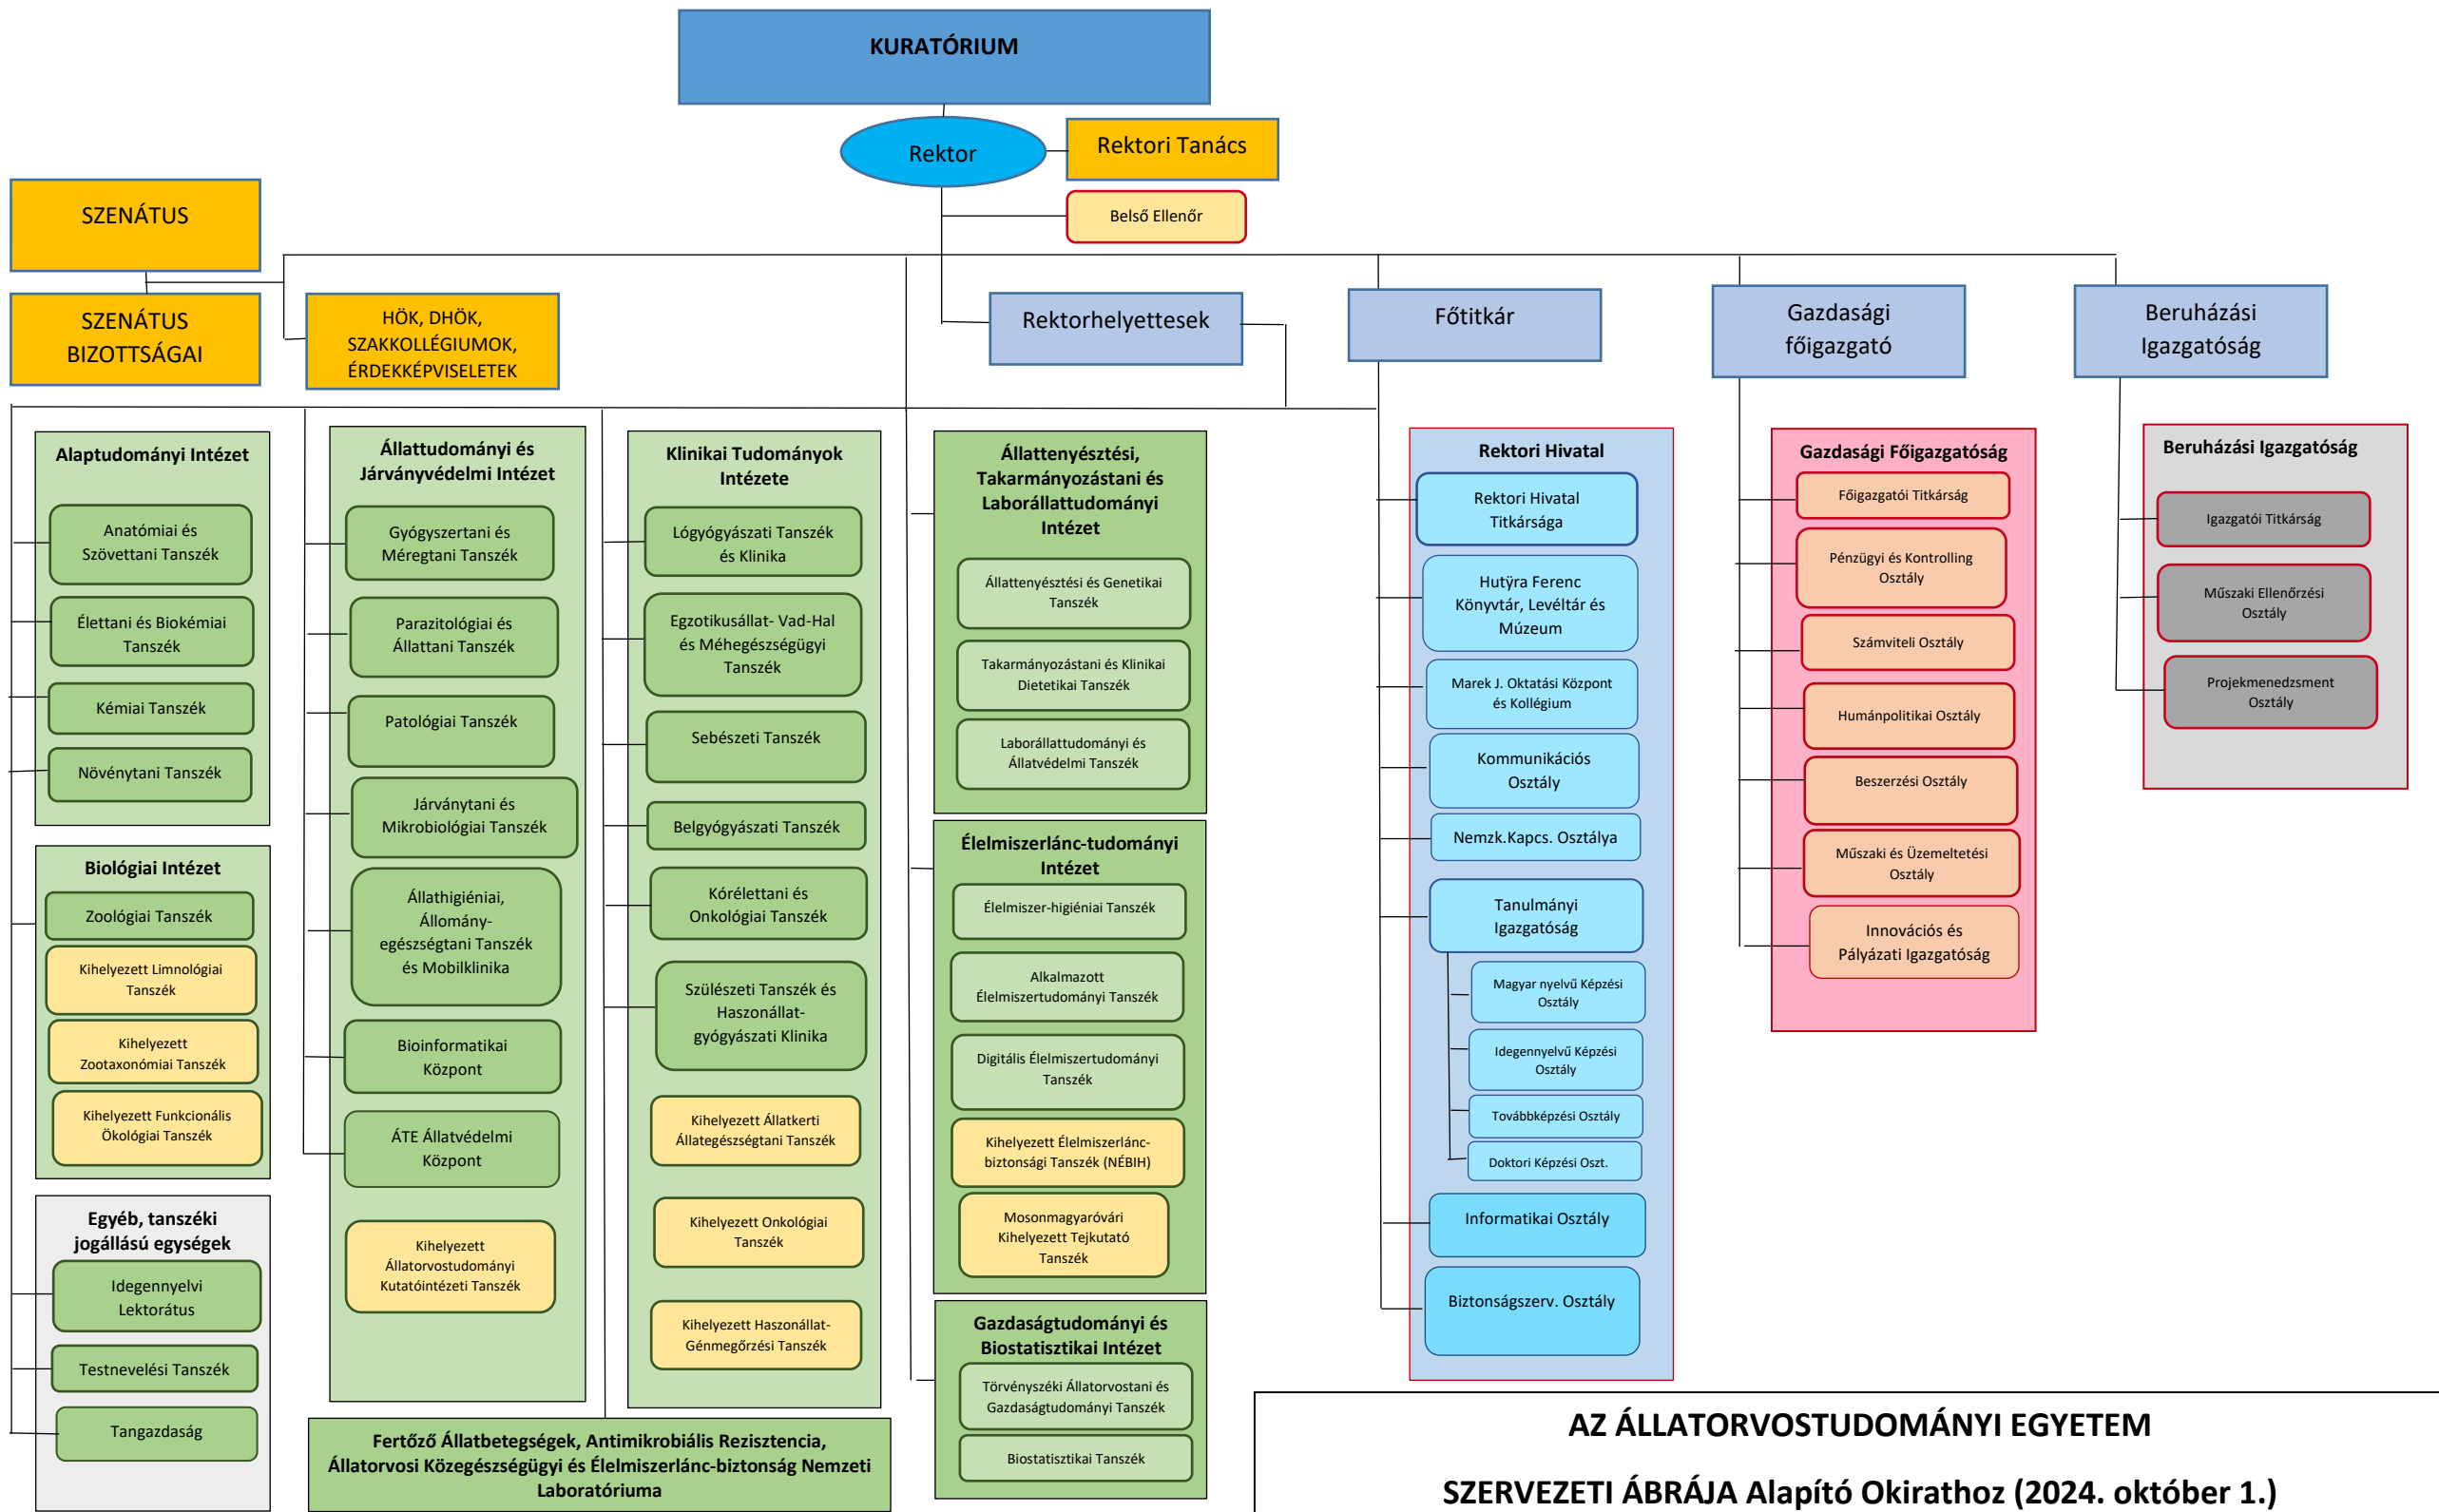 KURATÓRIUM
Rektor
Rektori Tanács
Belső Ellenőr
SZENÁTUS
SZENÁTUS
BIZOTTSÁGAI
HÖK, DHÖK,
SZAKKOLLÉGIUMOK,
ÉRDEKKÉPVISELETEK
Rektorhelyettesek
Főtitkár
Gazdasági
főigazgató
Beruházási
Igazgatóság
Alaptudományi Intézet
Anatómiai és
Szövettani Tanszék
Élettani és Biokémiai
Tanszék
Kémiai Tanszék
Növénytani Tanszék
Biológiai Intézet
Zoológiai Tanszék
Kihelyezett Limnológiai
Tanszék
Kihelyezett
Zootaxonómiai Tanszék
Kihelyezett Funkcionális
Ökológiai Tanszék
Egyéb, tanszéki
jogállású egységek
Idegennyelvi
Lektorátus
Testnevelési Tanszék
Tangazdaság
Állattudományi és
Járványvédelmi Intézet
Gyógyszertani és
Méregtani Tanszék
Parazitológiai és
Állattani Tanszék
Patológiai Tanszék
Járványtani és
Mikrobiológiai Tanszék
Állathigiéniai,
Állomány-
egészségtani Tanszék
és Mobilklinika
Bioinformatikai
Központ
ÁTE Állatvédelmi
Központ
Kihelyezett
Állatorvostudományi
Kutatóintézeti Tanszék
Klinikai Tudományok
Intézete
Lógyógyászati Tanszék
és Klinika
Egzotikusállat- Vad-Hal
és Méhegészségügyi
Tanszék
Sebészeti Tanszék
Belgyógyászati Tanszék
Kórélettani és
Onkológiai Tanszék
Szülészeti Tanszék és
Haszonállat-
gyógyászati Klinika
Kihelyezett Állatkerti
Állategészségtani Tanszék
Kihelyezett Onkológiai
Tanszék
Kihelyezett Haszonállat-
Génmegőrzési Tanszék
Fertőző Állatbetegségek, Antimikrobiális Rezisztencia,
Állatorvosi Közegészségügyi és Élelmiszerlánc-biztonság Nemzeti
Laboratóriuma
Állattenyésztési,
Takarmányozástani és
Laborállattudományi
Intézet
Állattenyésztési és Genetikai
Tanszék
Takarmányozástani és Klinikai
Dietetikai Tanszék
Laborállattudományi és
Állatvédelmi Tanszék
Élelmiszerlánc-tudományi
Intézet
Élelmiszer-higiéniai Tanszék
Alkalmazott
Élelmiszertudományi Tanszék
Digitális Élelmiszertudományi
Tanszék
Kihelyezett Élelmiszerlánc-
biztonsági Tanszék (NÉBIH)
Mosonmagyaróvári
Kihelyezett Tejkutató
Tanszék
Gazdaságtudományi és
Biostatisztikai Intézet
Törvényszéki Állatorvostani és
Gazdaságtudományi Tanszék
Biostatisztikai Tanszék
Rektori Hivatal
Rektori Hivatal
Titkársága
Hutÿra Ferenc
Könyvtár, Levéltár és
Múzeum
Marek J. Oktatási Központ
és Kollégium
Kommunikációs
Osztály
Nemzk.Kapcs. Osztálya
Tanulmányi
Igazgatóság
Magyar nyelvű Képzési
Osztály
Idegennyelvű Képzési
Osztály
Továbbképzési Osztály
Doktori Képzési Oszt.
Informatikai Osztály
Biztonságszerv. Osztály
Gazdasági Főigazgatóság
Főigazgatói Titkárság
Pénzügyi és Kontrolling
Osztály
Számviteli Osztály
Humánpolitikai Osztály
Beszerzési Osztály
Műszaki és Üzemeltetési
Osztály
Innovációs és
Pályázati Igazgatóság
Beruházási Igazgatóság
Igazgatói Titkárság
Műszaki Ellenőrzési
Osztály
Projekmenedzsment
Osztály
AZ ÁLLATORVOSTUDOMÁNYI EGYETEM
SZERVEZETI ÁBRÁJA Alapító Okirathoz (2024. október 1.)